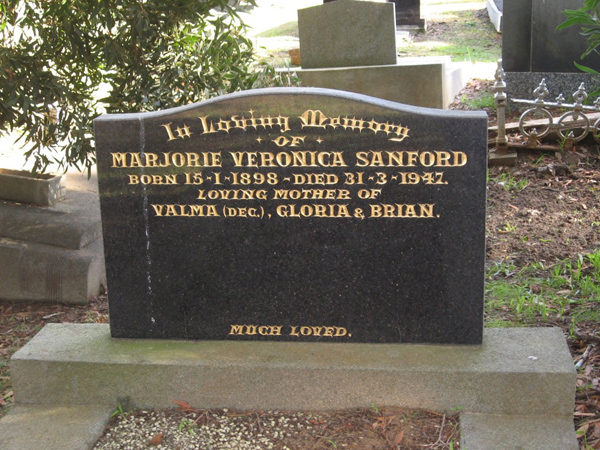 In Loving Memory
OF
MARJORIE VERONICA SANFORD
BORN 15-1-1898 - DIED 31-3-1947.
LOVING MOTHER OF
VALMA (DEC.), GLORIA & BRIAN.
MUCH LOVED.